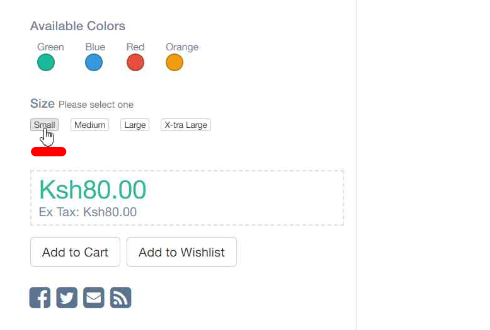 Available Colors
Green Blue Red Orange
Size Please select one
Small Medium Large X-tra Large
Ksh80.00
Ex Tax: Ksh80.00
Add to Cart Add to Wishlist